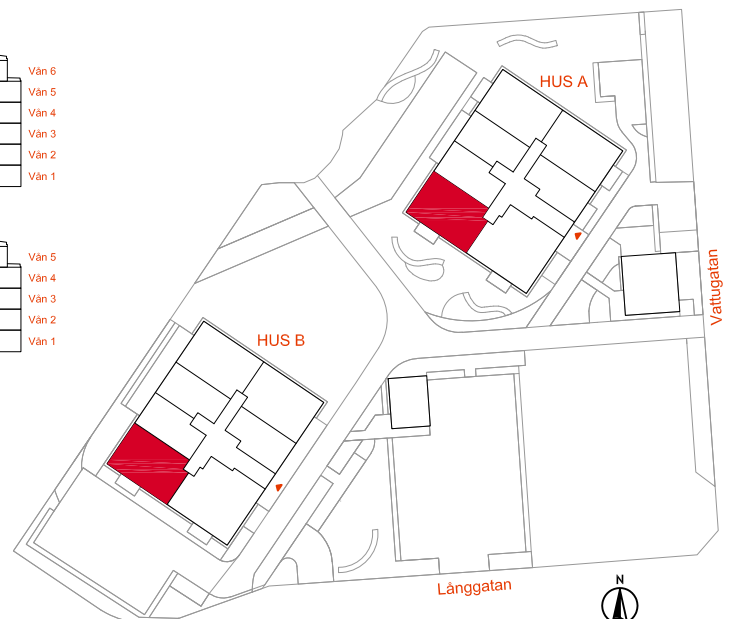 Vån 6
Vån 5
Vån 4
Vån 3
Vån 2
Vån 1
Vån 5
Vån 4
Vån 3
Vån 2
Vån 1
HUS A
HUS B
Vattugatan
Långgatan
N